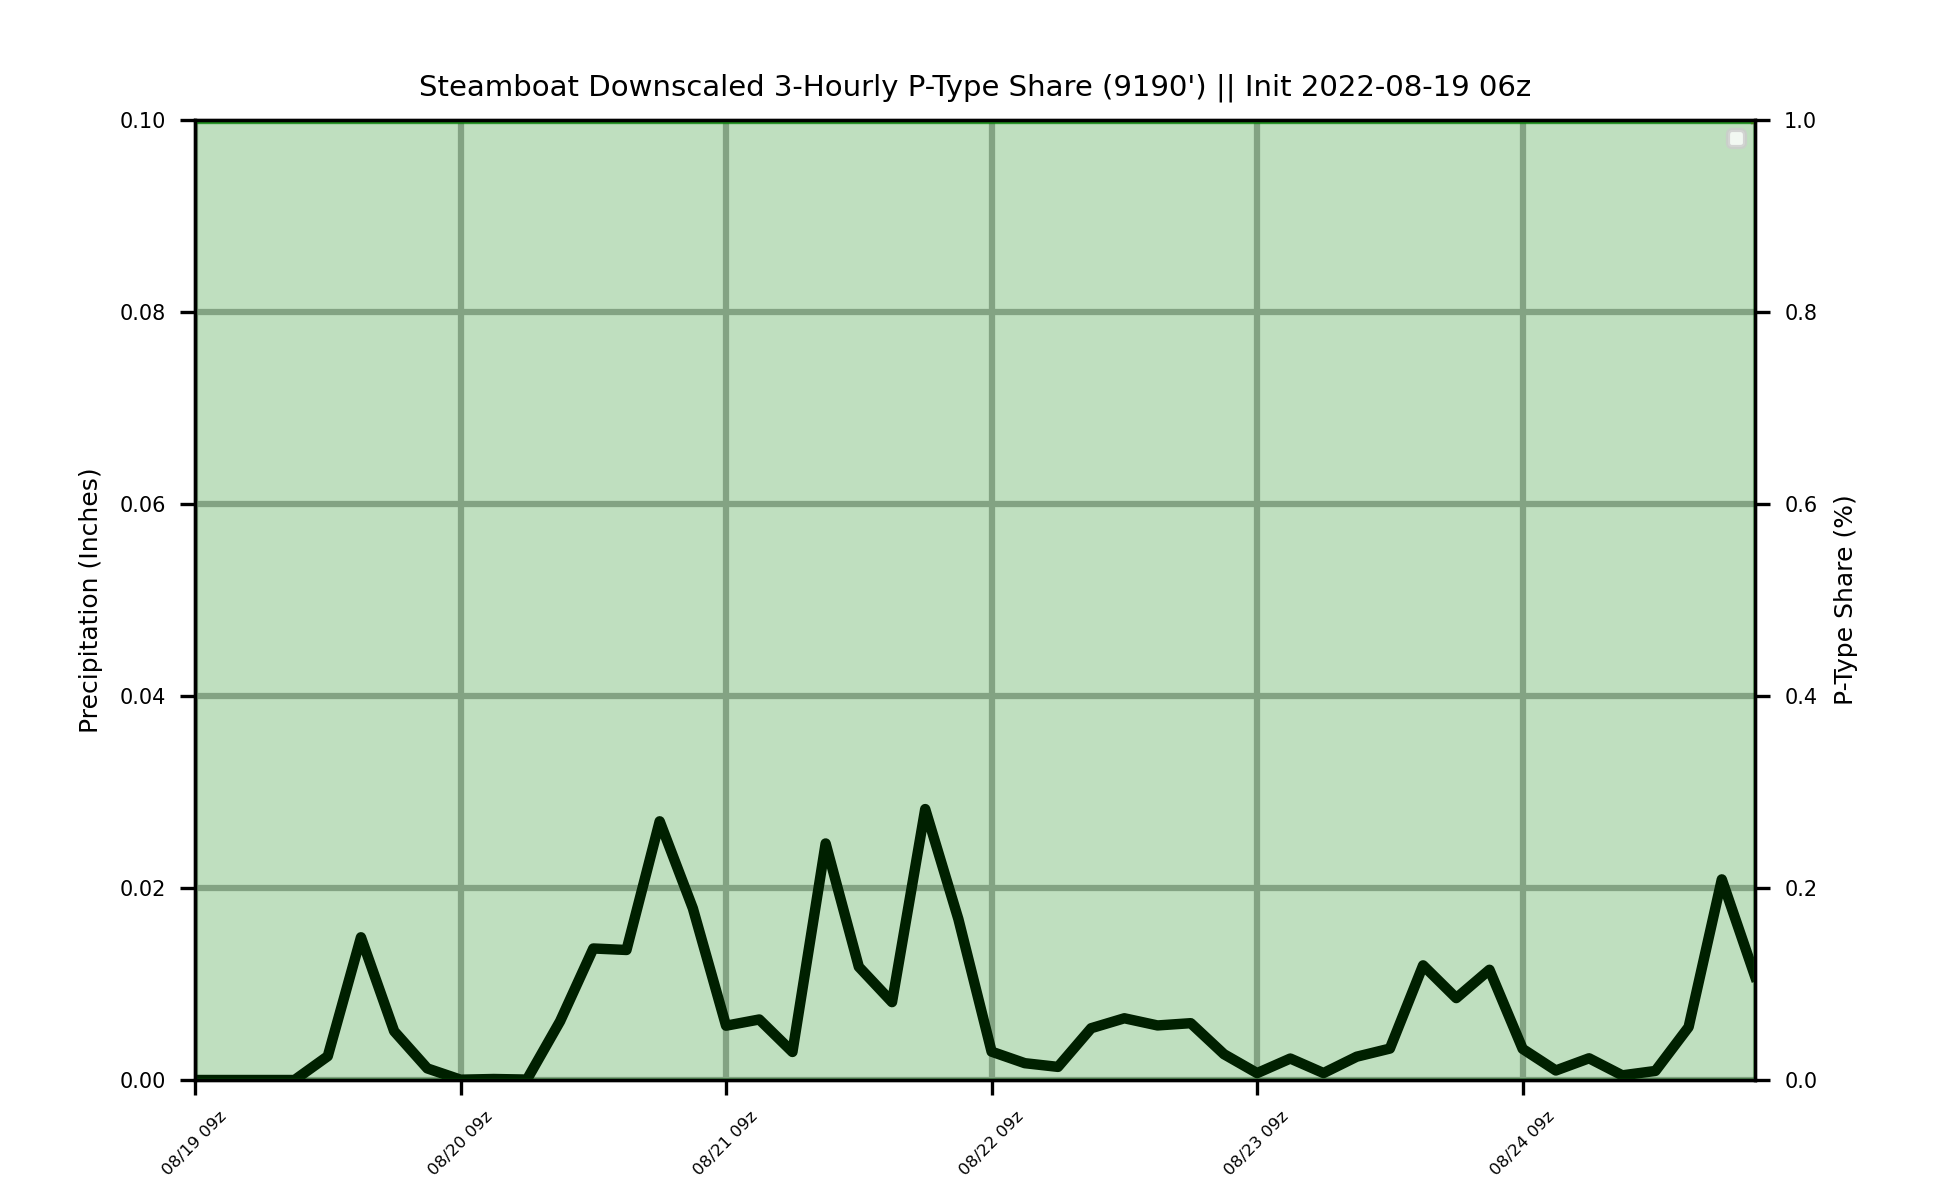 Steamboat Downscaled 3-Hourly P-Type Share (9190') || Init 2022-08-19 06z
Precipitation (Inches)
0.10
0.08
0.06
0.04
0.02
0.00
1.0
0.8
0.6
0.4
0.2
0.0
P-Type Share (%)
08/19 09z
08/20 09z
08/21 09z
08/22 09z
08/23 09z
08/24 09z